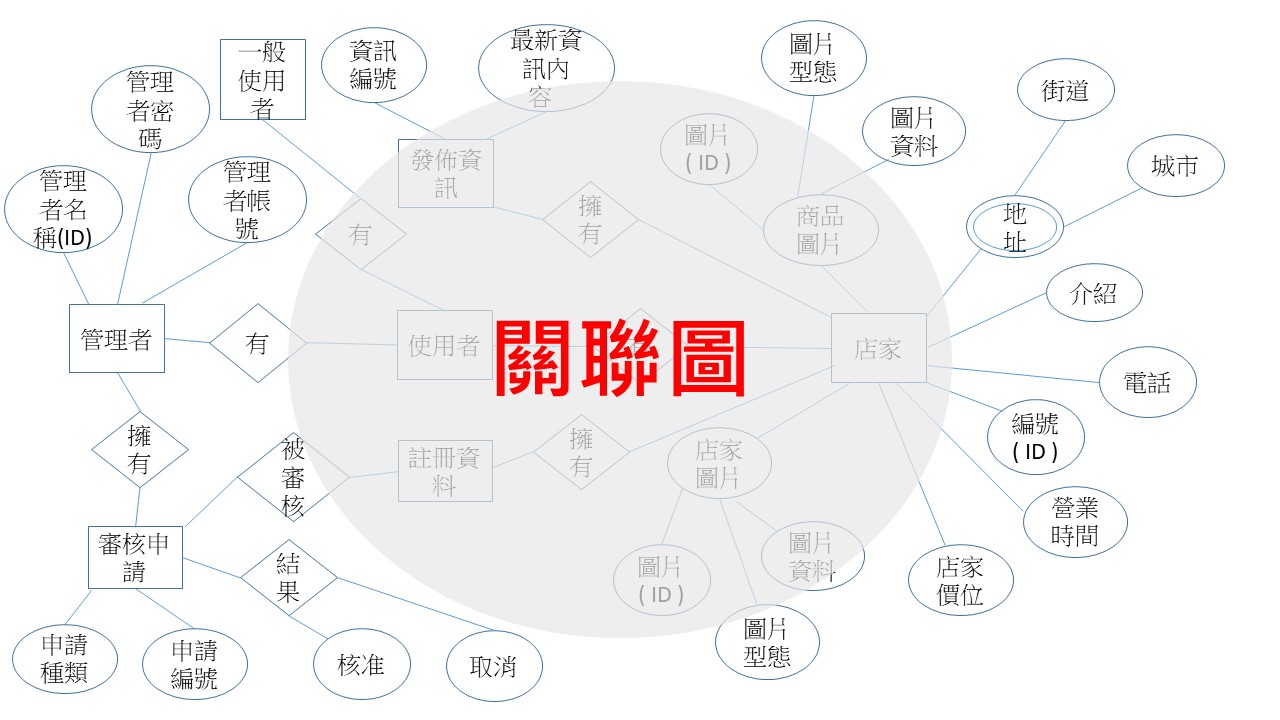 一般
使用
者
資訊
編號
最新資
訊內
容
圖片
型態
管理
者密
碼
街道
圖片
資料
圖片
( ID )
城市
發佈資
訊
管理
者名
稱(ID)
管理
者帳
號
擁
有
商品
圖片
地
址
有
介紹
管理者
有
使用者
關聯圖
店家
電話
擁
有
被
審
核
註冊資
料
擁
有
店家
圖片
編號
( ID )
營業
時間
審核申
請
結
果
圖片
( ID )
圖片
資料
店家
價位
申請
種類
申請
編號
核准
取消
圖片
型態